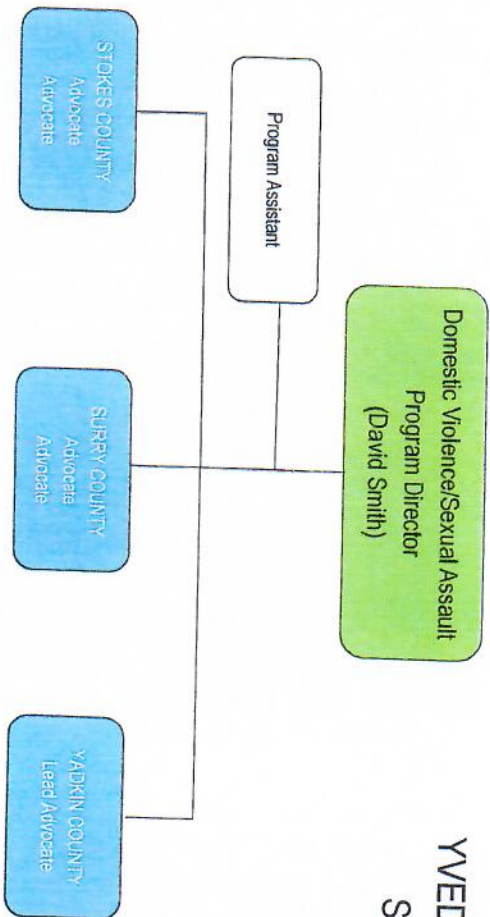 YVED
S
Domestic Violence/Sexual Assault
Program Director
(David Smith)
Program Assistant
STOKES COUNTY
Advocate
Advocate
SURRY COUNTY
Advocate
Advocate
YADKIN COUNTY
Lead Advocate